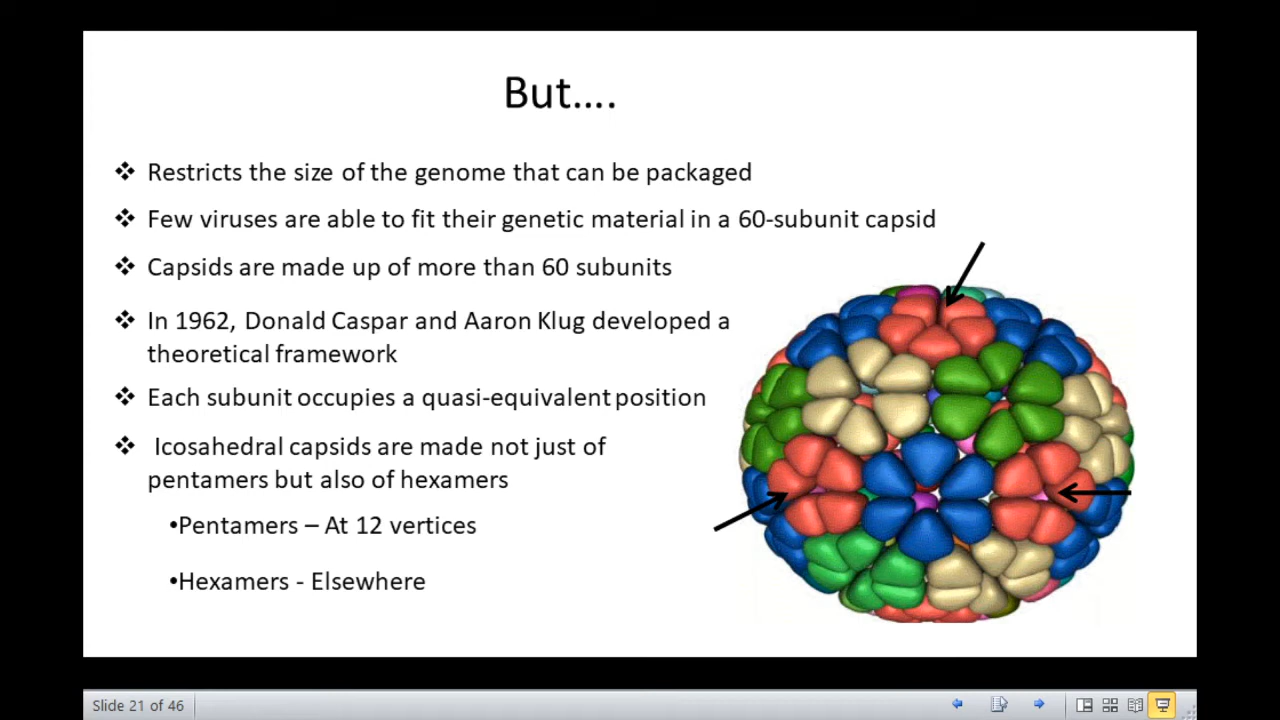 But....
❖ Restricts the size of the genome that can be packaged
❖ Few viruses are able to fit their genetic material in a 60-subunit capsid
❖ Capsids are made up of more than 60 subunits
❖ In 1962, Donald Caspar and Aaron Klug developed a
theoretical framework
❖ Each subunit occupies a quasi-equivalent position
❖ Icosahedral capsids are made not just of
pentamers but also of hexamers
•Pentamers – At 12 vertices
•Hexamers - Elsewhere
Slide 21 of 46